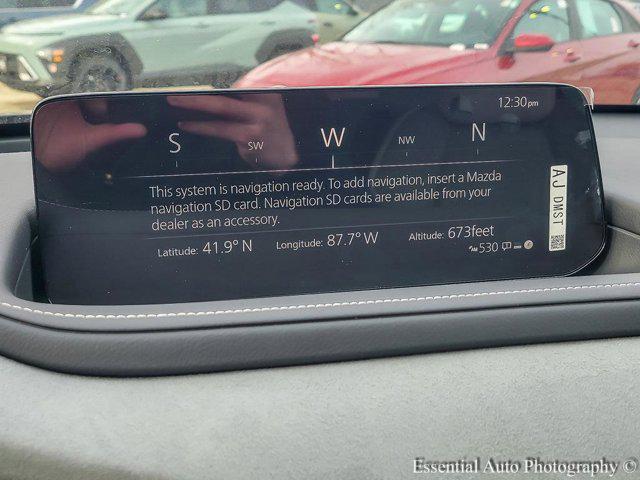 12:30pm
S SW W NW N
This system is navigation ready. To add navigation, insert a Mazda
navigation SD card. Navigation SD cards are available from your
dealer as an accessory.
Latitude: 41.9° N Longitude: 87.7° W Altitude: 673feet
AM 530
AJ DMST
Essential Auto Photography ©